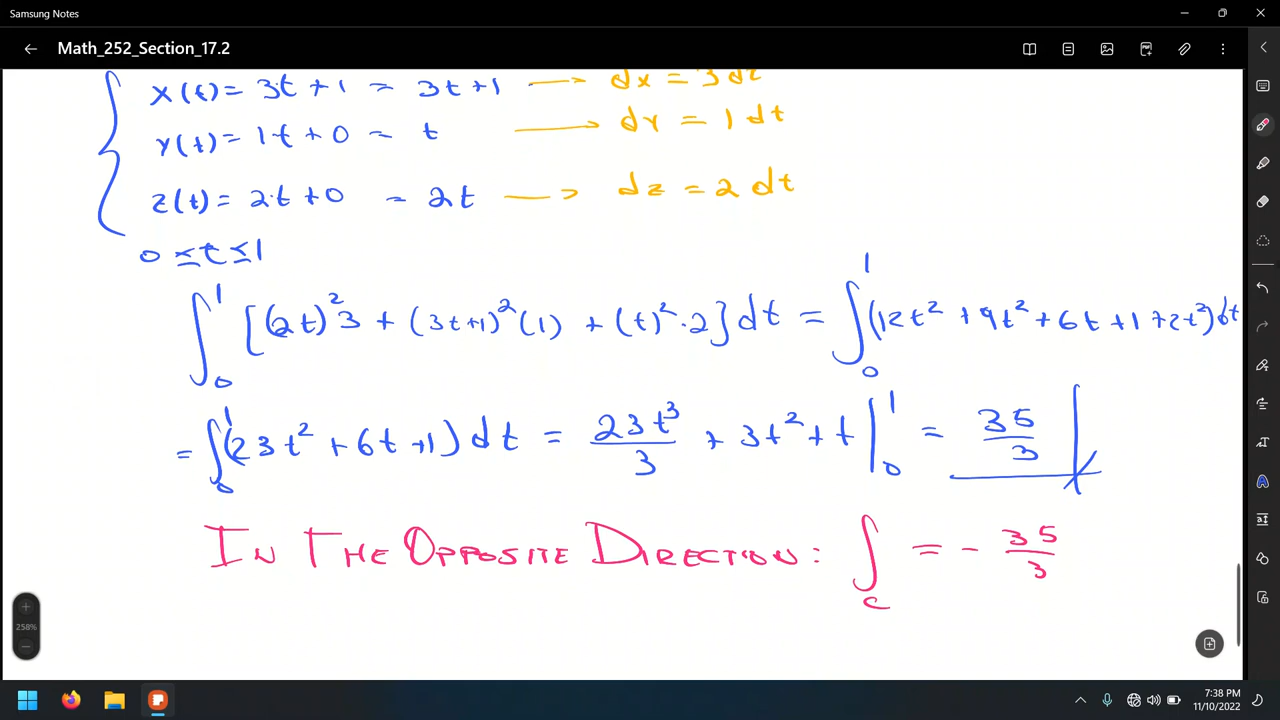 Samsung Notes
Math_252_Section_17.2
x(t) = 3t + 1 = 3t + 1 → dx = 3 dt
y(t) = 1t + 0 = t → dy = 1 dt
z(t) = 2t + 0 = 2t → dz = 2 dt
0 ≤ t ≤ 1
∫₀¹ [(2t)² 3 + (3t+1)² (1) + (t)² · 2] dt = ∫₀¹ (12t² + 9t² + 6t + 1 + 2t²) dt
= ∫₀¹ (23t² + 6t + 1) dt = 23t³/3 + 3t² + t |₀¹ = 35/3
IN THE OPPOSITE DIRECTION: ∫_C = - 35/3
258%
7:38 PM
11/10/2022